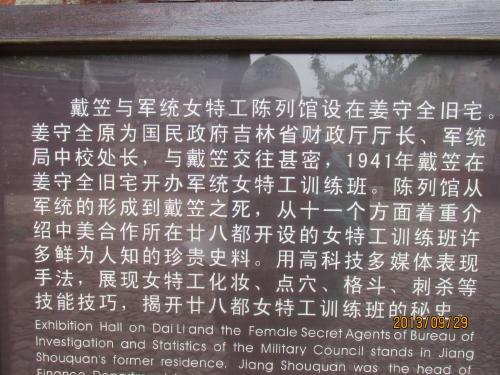 戴笠与军统女特工陈列馆设在姜守全旧宅。
姜守全原为国民政府吉林省财政厅厅长、军统
局中校处长,与戴笠交往甚密,1941年戴笠在
姜守全旧宅开办军统女特工训练班。陈列馆从
军统的形成到戴笠之死,从十一个方面着重介
绍中美合作所在廿八都开设的女特工训练班许
多鲜为人知的珍贵史料。用高科技多媒体表现
手法,展现女特工化妆、点穴、格斗、刺杀等
技能技巧,揭开廿八都女特工训练班的秘史
2013/09/29
Exhibition Hall on Dai Li and the Female Secret Agents of Bureau of
Investigation and Statistics of the Military Council stands in Jiang
Shouquan's former residence. Jiang Shouquan was the head of
Finance Department